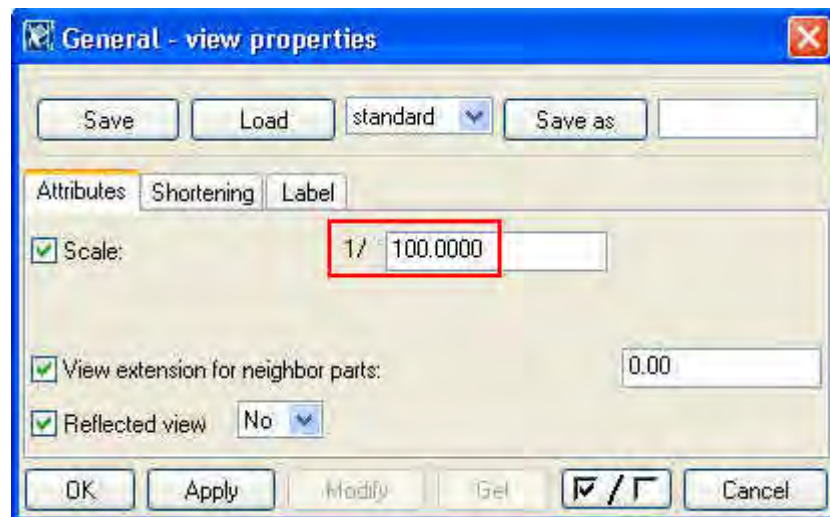 General - view properties
Save Load standard Save as
Attributes Shortening Label
Scale: 1/ 100.0000
View extension for neighbor parts: 0.00
Reflected view No
OK Apply Modify Get / Cancel